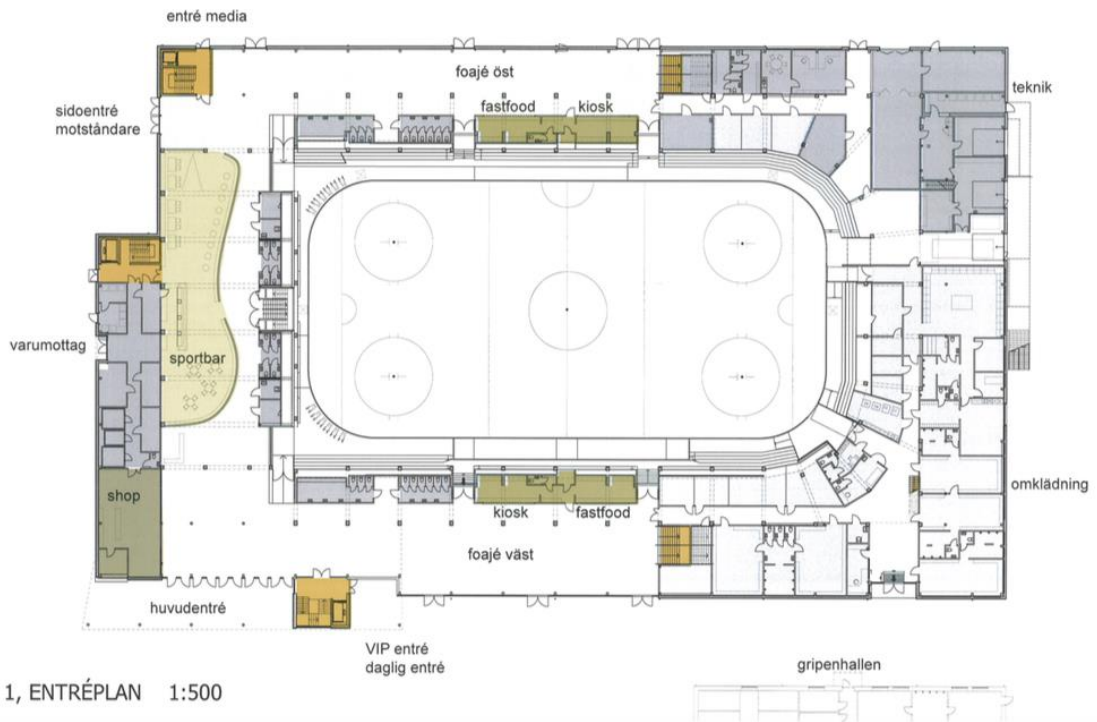 entré media
foajé öst
teknik
sidoentré
motståndare
fastfood
kiosk
varumottag
sportbar
shop
kiosk
fastfood
omklädning
foajé väst
huvudentré
VIP entré
daglig entré
gripenhallen
1, ENTRÉPLAN 1:500